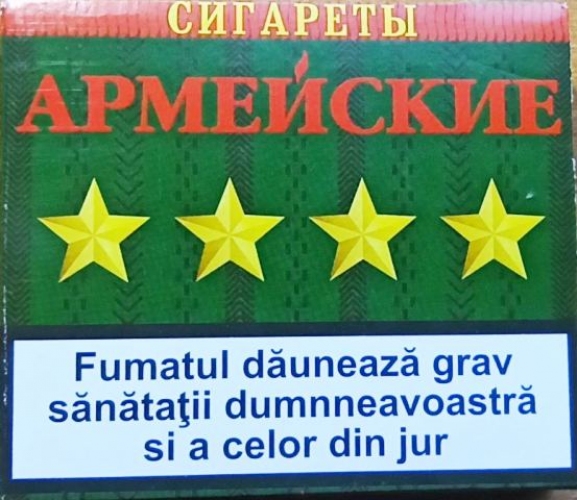 СИГАРЕТЫ
АРМЕЙСКИЕ
Fumatul dăunează grav
sănătaţii dumnneavoastră
si a celor din jur